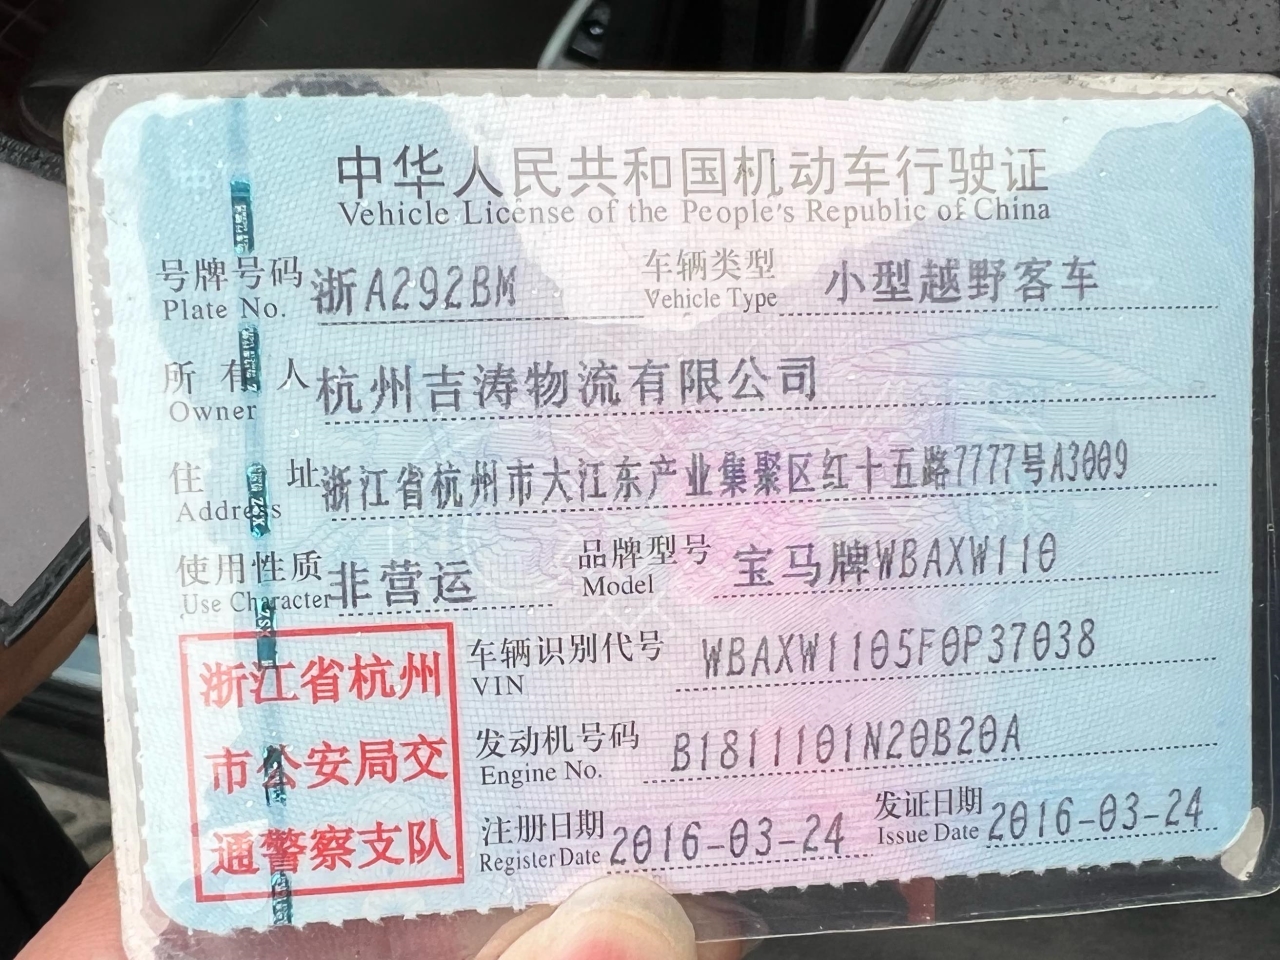 中华人民共和国机动车行驶证
Vehicle License of the People's Republic of China
号牌号码 浙A292BM 车辆类型 小型越野客车
Plate No. Vehicle Type
所有人 杭州吉涛物流有限公司
Owner
住址 浙江省杭州市大江东产业集聚区红十五路7777号A3009
Address
使用性质 非营运 品牌型号 宝马牌WBAXW110
Use Character Model
浙江省杭州
市公安局交
通警察支队
车辆识别代号 WBAXW1105F0P37038
VIN
发动机号码 B1811101N20B20A
Engine No.
注册日期 2016-03-24 发证日期 2016-03-24
Register Date Issue Date